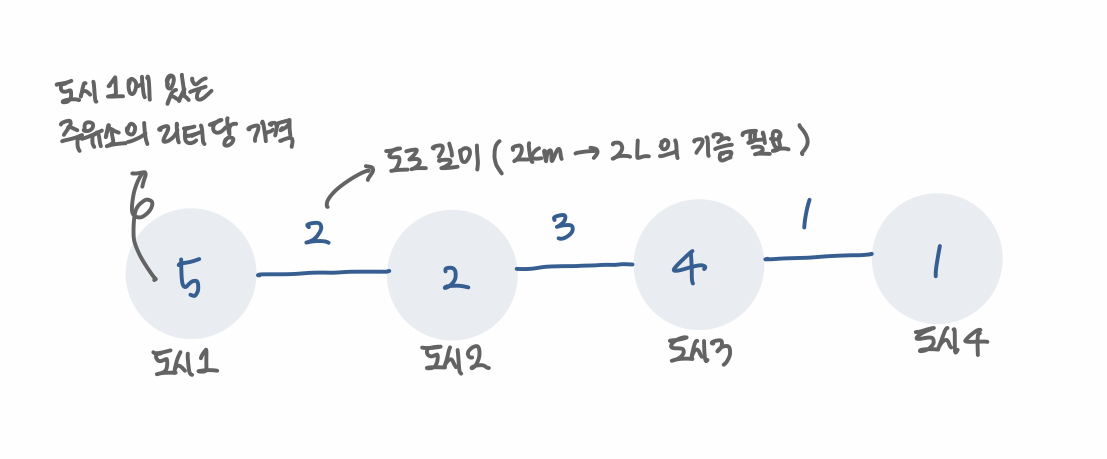 도시 1에 있는
주유소의 리터당 가격
도로 길이 ( 2km → 2L의 기름 필요 )
2 3 1
5 2 4 1
도시1 도시2 도시3 도시4